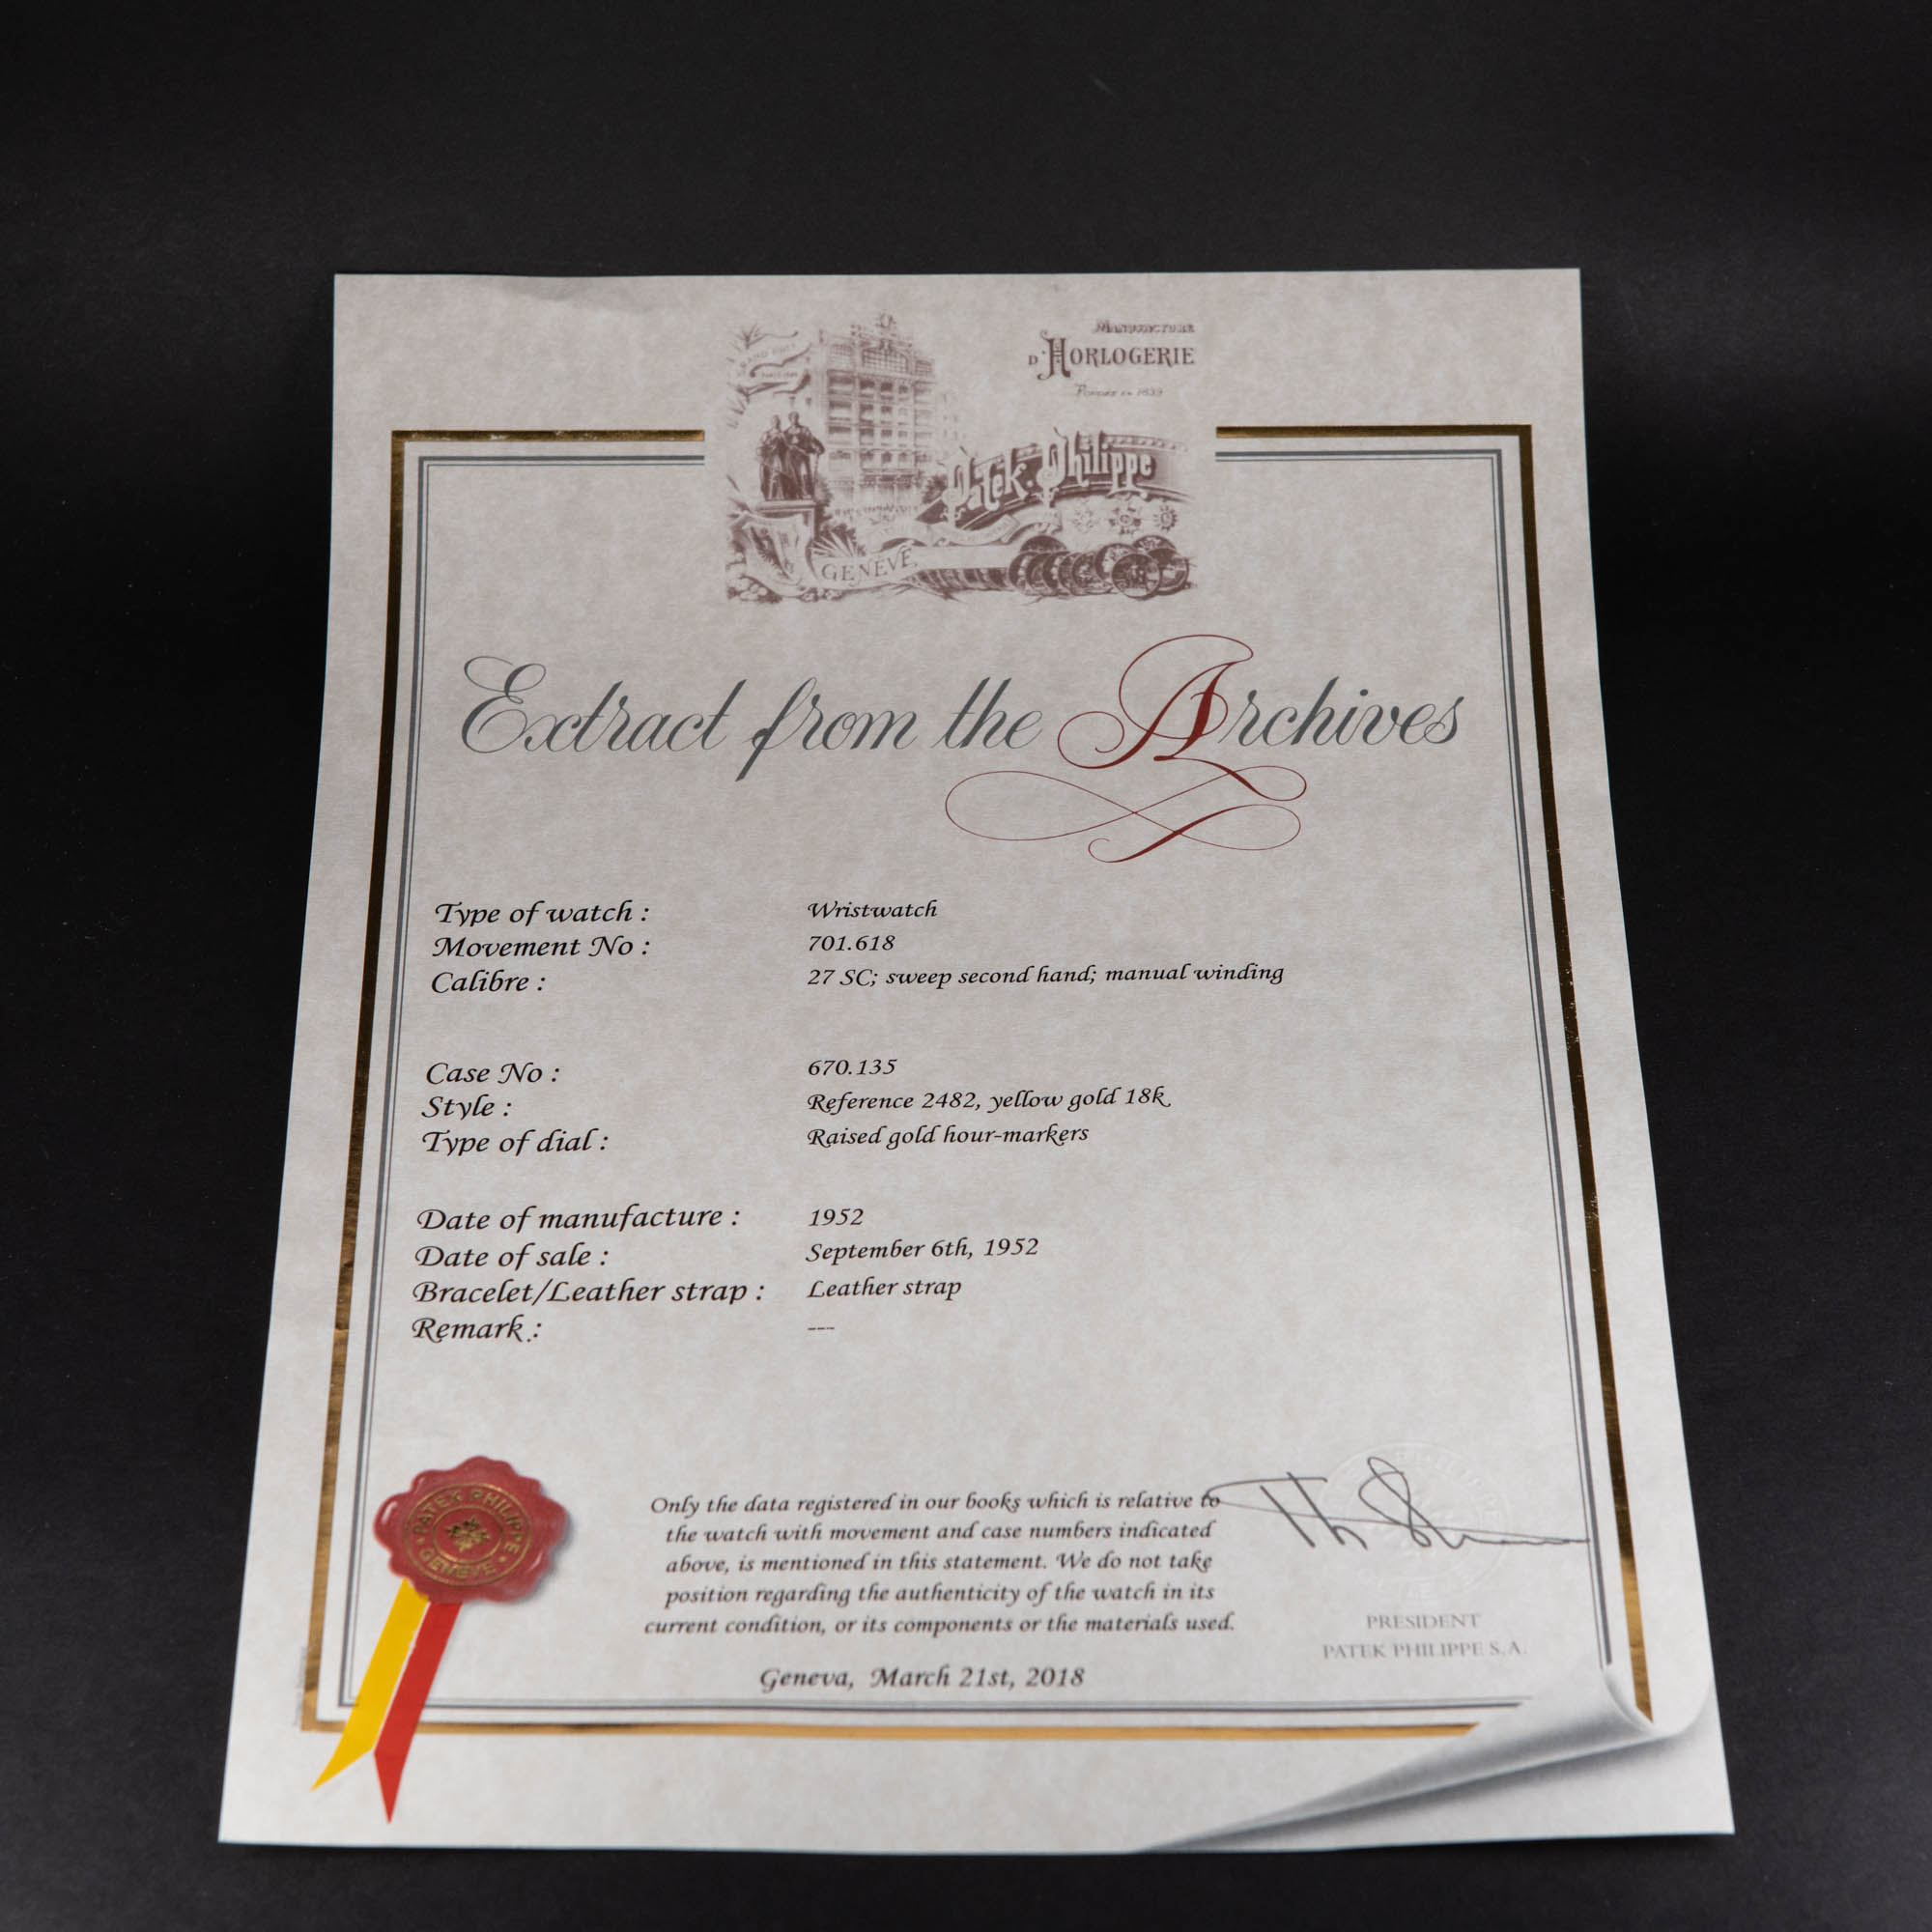 MANUFACTURE
D'HORLOGERIE
FONDÉE EN 1839
Patek Philippe
GENÈVE
Extract from the Archives
Type of watch : Wristwatch
Movement No : 701.618
Calibre : 27 SC; sweep second hand; manual winding
Case No : 670.135
Style : Reference 2482, yellow gold 18k
Type of dial : Raised gold hour-markers
Date of manufacture : 1952
Date of sale : September 6th, 1952
Bracelet/Leather strap : Leather strap
Remark : ---
PATEK PHILIPPE
GENEVE
Only the data registered in our books which is relative to
the watch with movement and case numbers indicated
above, is mentioned in this statement. We do not take
position regarding the authenticity of the watch in its
current condition, or its components or the materials used.
Geneva, March 21st, 2018
PRESIDENT
PATEK PHILIPPE S.A.